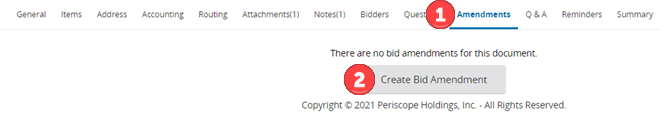 General Items Address Accounting Routing Attachments(1) Notes(1) Bidders Quest 1 Amendments Q & A Reminders Summary
There are no bid amendments for this document.
2 Create Bid Amendment
Copyright © 2021 Periscope Holdings, Inc. - All Rights Reserved.